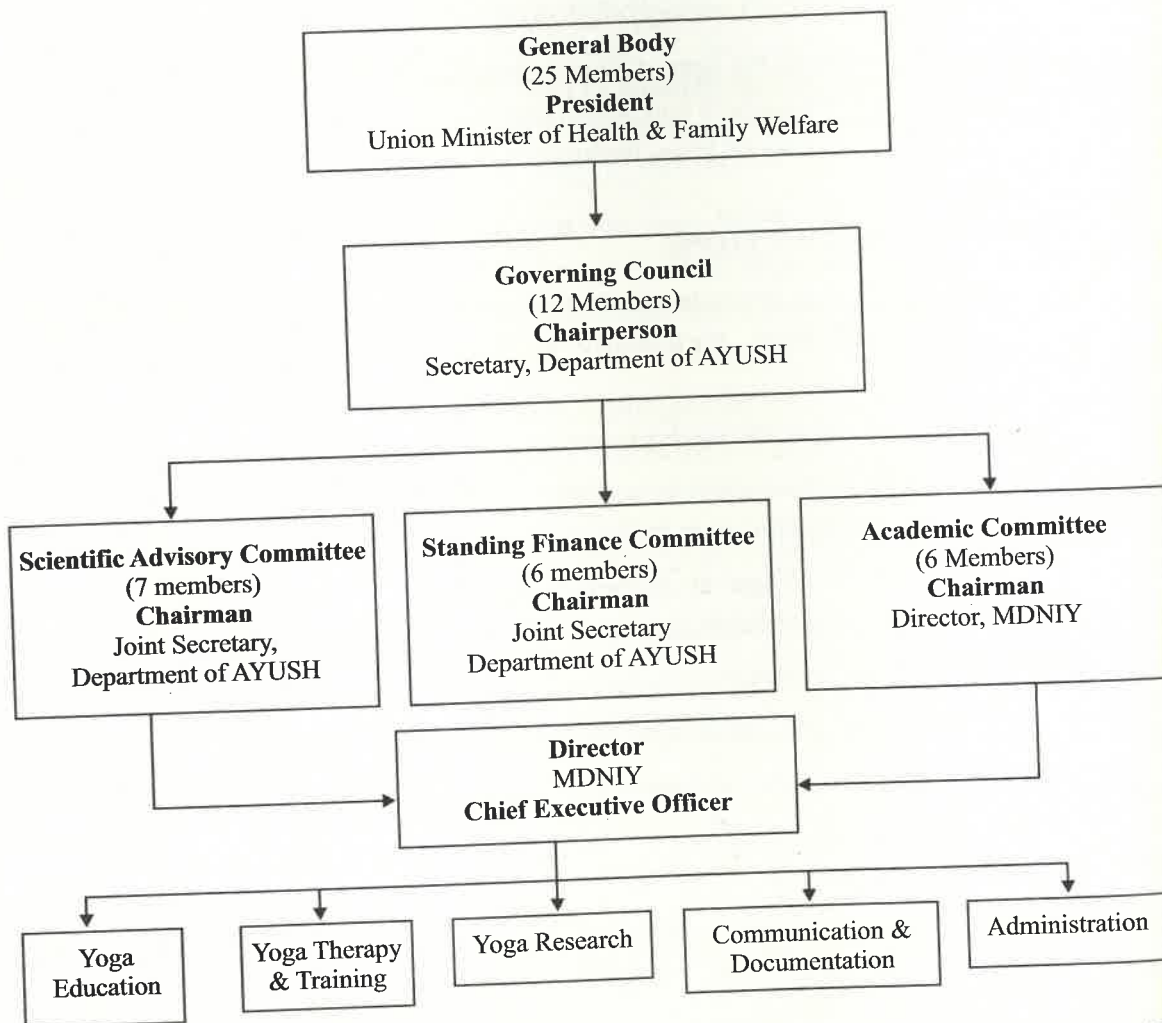 General Body
(25 Members)
President
Union Minister of Health & Family Welfare
Governing Council
(12 Members)
Chairperson
Secretary, Department of AYUSH
Scientific Advisory Committee
(7 members)
Chairman
Joint Secretary,
Department of AYUSH
Standing Finance Committee
(6 members)
Chairman
Joint Secretary
Department of AYUSH
Academic Committee
(6 Members)
Chairman
Director, MDNIY
Director
MDNIY
Chief Executive Officer
Yoga
Education
Yoga Therapy
& Training
Yoga Research
Communication &
Documentation
Administration